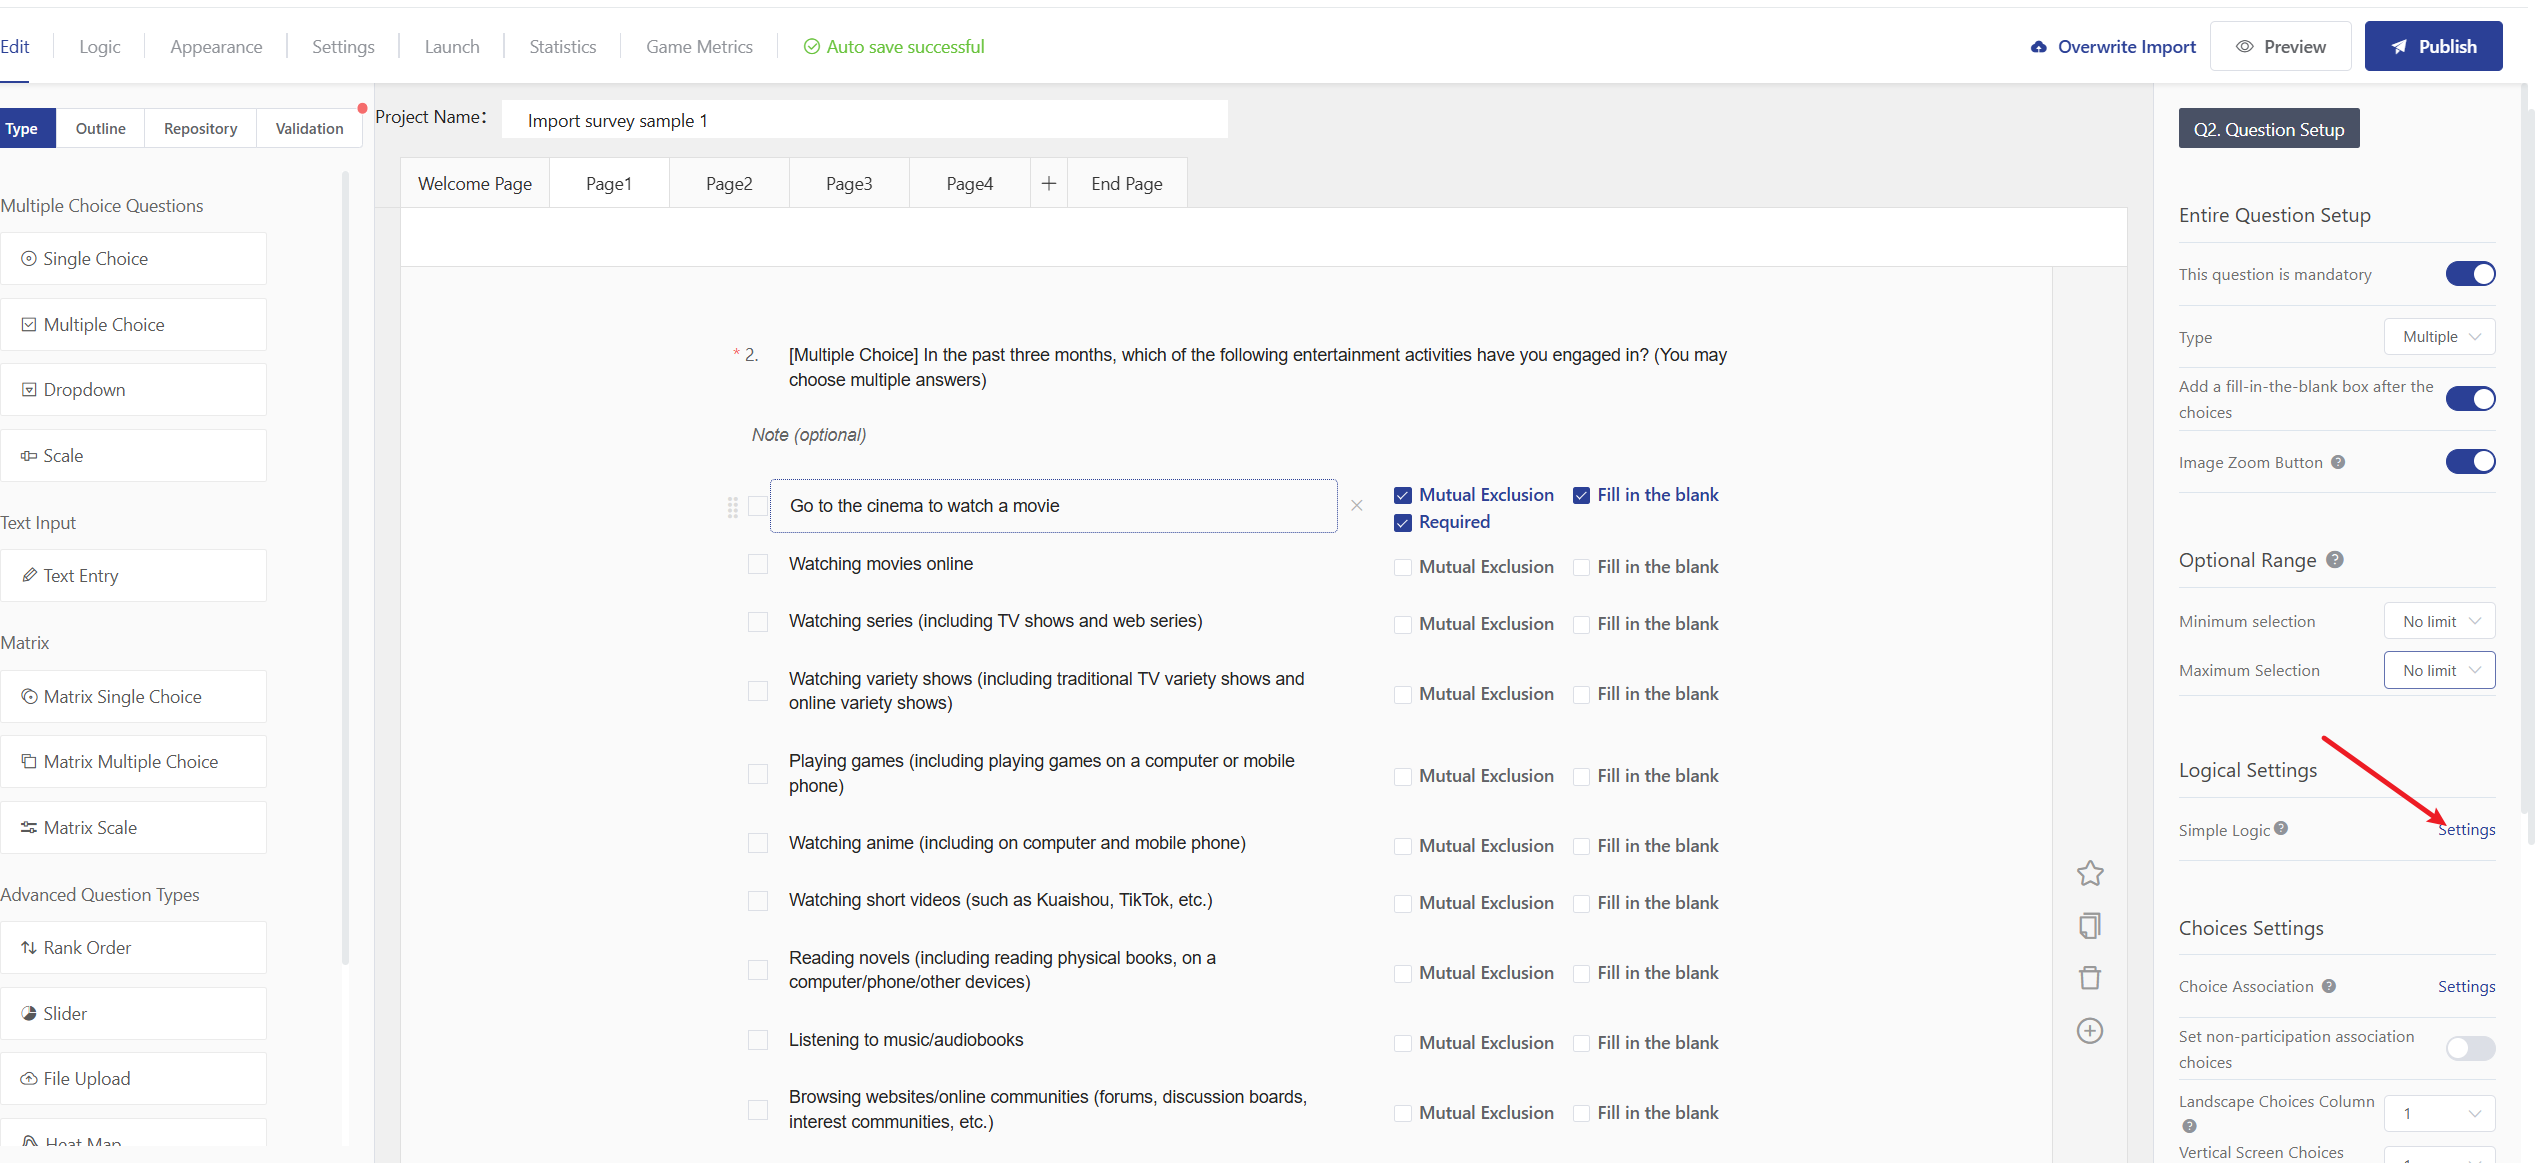 Edit
Logic
Appearance
Settings
Launch
Statistics
Game Metrics
Auto save successful
Overwrite Import
Preview
Publish
Type
Outline
Repository
Validation
Project Name：
Import survey sample 1
Q2. Question Setup
Welcome Page
Page1
Page2
Page3
Page4
+
End Page
Multiple Choice Questions
Single Choice
Multiple Choice
Dropdown
Scale
Text Input
Text Entry
Matrix
Matrix Single Choice
Matrix Multiple Choice
Matrix Scale
Advanced Question Types
Rank Order
Slider
File Upload
Heat Map
* 2. [Multiple Choice] In the past three months, which of the following entertainment activities have you engaged in? (You may
choose multiple answers)
Note (optional)
Go to the cinema to watch a movie
Mutual Exclusion Fill in the blank
Required
Watching movies online
Mutual Exclusion Fill in the blank
Watching series (including TV shows and web series)
Mutual Exclusion Fill in the blank
Watching variety shows (including traditional TV variety shows and
online variety shows)
Mutual Exclusion Fill in the blank
Playing games (including playing games on a computer or mobile
phone)
Mutual Exclusion Fill in the blank
Watching anime (including on computer and mobile phone)
Mutual Exclusion Fill in the blank
Watching short videos (such as Kuaishou, TikTok, etc.)
Mutual Exclusion Fill in the blank
Reading novels (including reading physical books, on a
computer/phone/other devices)
Mutual Exclusion Fill in the blank
Listening to music/audiobooks
Mutual Exclusion Fill in the blank
Browsing websites/online communities (forums, discussion boards,
interest communities, etc.)
Mutual Exclusion Fill in the blank
Entire Question Setup
This question is mandatory
Type
Multiple
Add a fill-in-the-blank box after the
choices
Image Zoom Button ?
Optional Range ?
Minimum selection
No limit
Maximum Selection
No limit
Logical Settings
Simple Logic ?
Settings
Choices Settings
Choice Association ?
Settings
Set non-participation association
choices
Landscape Choices Column
?
1
Vertical Screen Choices